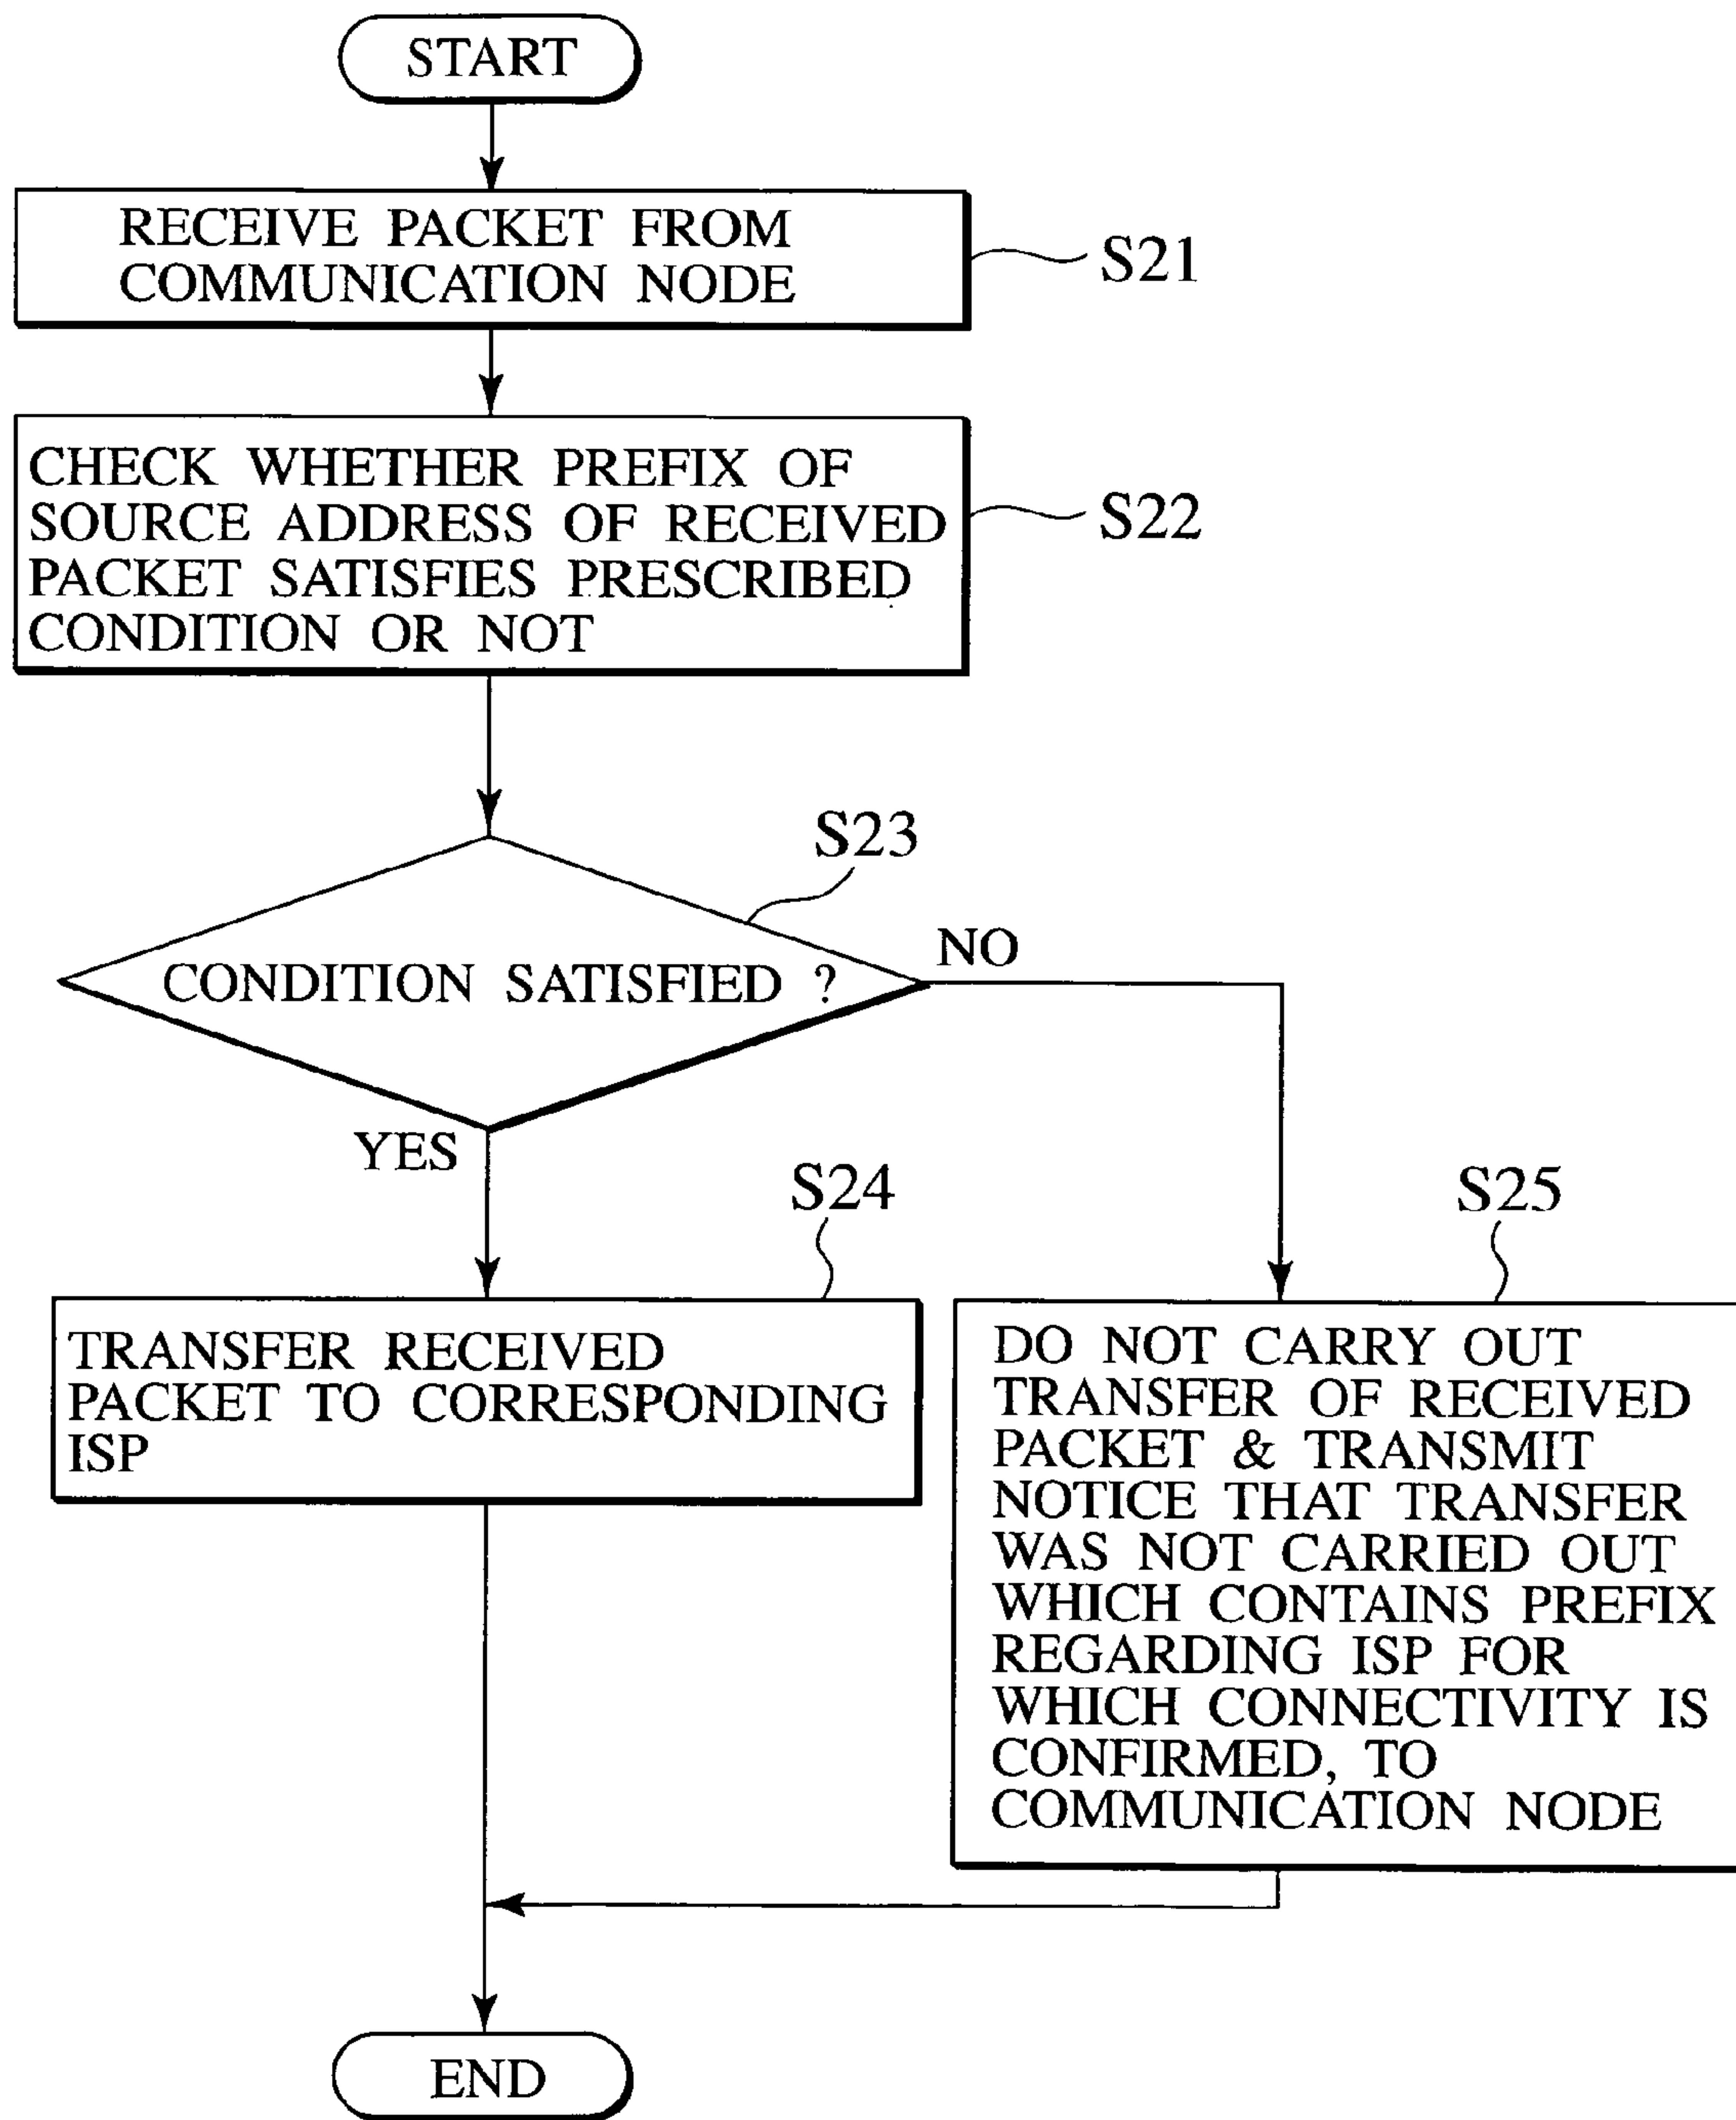 START
RECEIVE PACKET FROM
COMMUNICATION NODE
S21
CHECK WHETHER PREFIX OF
SOURCE ADDRESS OF RECEIVED
PACKET SATISFIES PRESCRIBED
CONDITION OR NOT
S22
S23
CONDITION SATISFIED ?
NO
YES
S24
TRANSFER RECEIVED
PACKET TO CORRESPONDING
ISP
S25
DO NOT CARRY OUT
TRANSFER OF RECEIVED
PACKET & TRANSMIT
NOTICE THAT TRANSFER
WAS NOT CARRIED OUT
WHICH CONTAINS PREFIX
REGARDING ISP FOR
WHICH CONNECTIVITY IS
CONFIRMED, TO
COMMUNICATION NODE
END